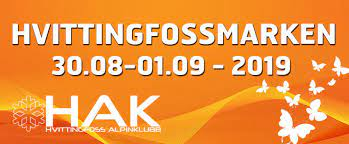 HVITTINGFOSSMARKEN
30.08-01.09 - 2019
HAK
HVITTINGFOSS ALPINKLUBB